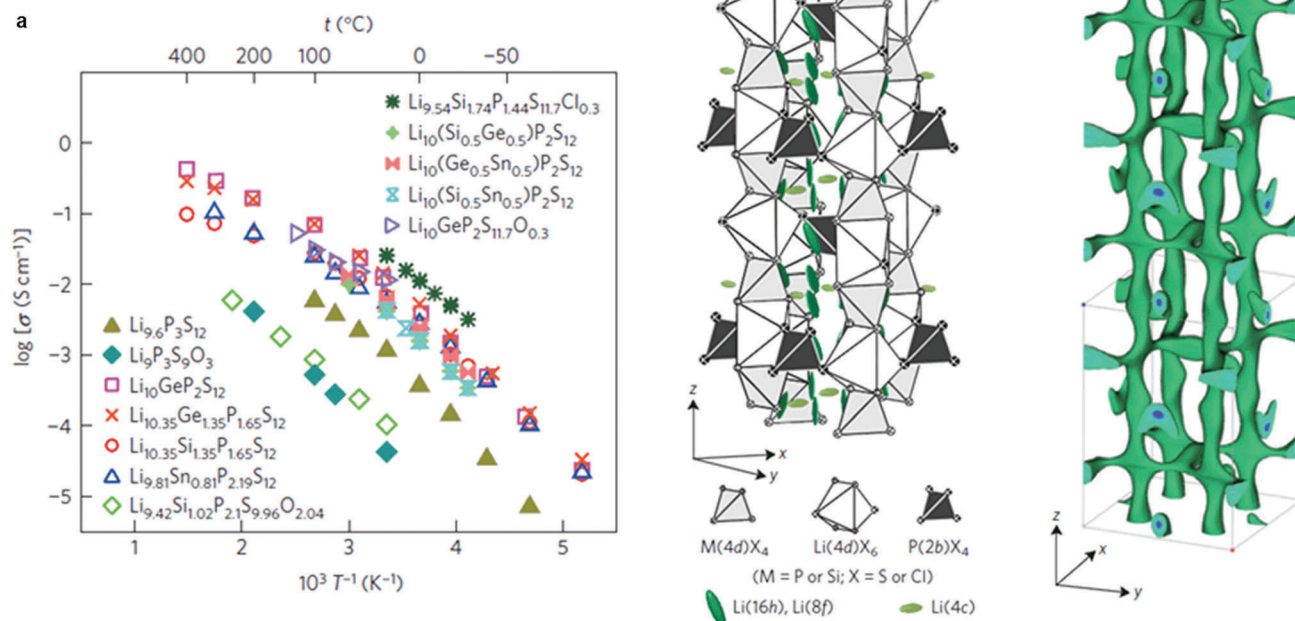 a
t (°C)
400 200 100 0 −50
log [σ (S cm⁻¹)]
0
−1
−2
−3
−4
−5
Li₉.₅₄Si₁.₇₄P₁.₄₄S₁₁.₇Cl₀.₃
Li₁₀(Si₀.₅Ge₀.₅)P₂S₁₂
Li₁₀(Ge₀.₅Sn₀.₅)P₂S₁₂
Li₁₀(Si₀.₅Sn₀.₅)P₂S₁₂
Li₁₀GeP₂S₁₁.₇O₀.₃
Li₉.₆P₃S₁₂
Li₉P₃S₉O₃
Li₁₀GeP₂S₁₂
Li₁₀.₃₅Ge₁.₃₅P₁.₆₅S₁₂
Li₁₀.₃₅Si₁.₃₅P₁.₆₅S₁₂
Li₉.₈₁Sn₀.₈₁P₂.₁₉S₁₂
Li₉.₄₂Si₁.₀₂P₂.₁S₉.₉₆O₂.₀₄
1 2 3 4 5
10³ T⁻¹ (K⁻¹)
z
x
y
M(4d)X₄ Li(4d)X₆ P(2b)X₄
(M = P or Si; X = S or Cl)
Li(16h), Li(8f) Li(4c)
z
x
y